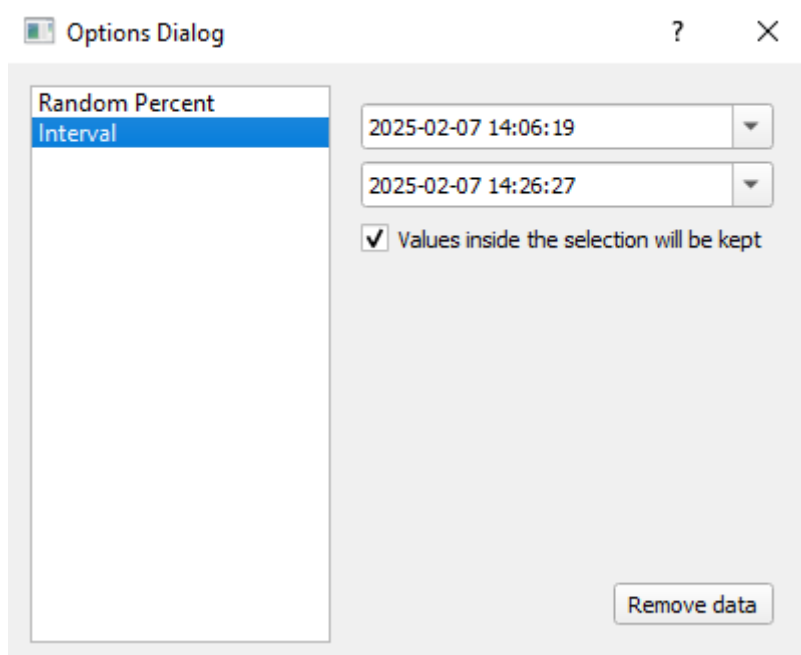 Options Dialog
?
Random Percent
Interval
2025-02-07 14:06:19
2025-02-07 14:26:27
Values inside the selection will be kept
Remove data